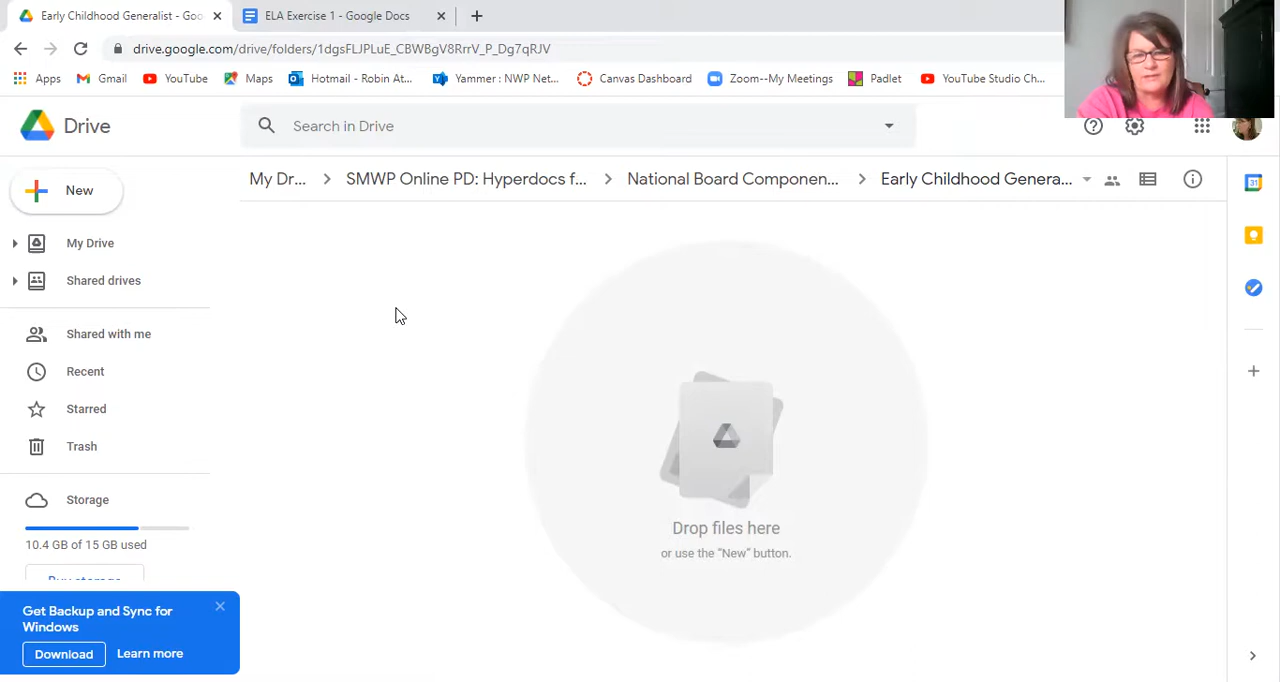 Early Childhood Generalist - Goo
ELA Exercise 1 - Google Docs
drive.google.com/drive/folders/1dgsFLJPLuE_CBWBgV8RrrV_P_Dg7qRJV
Apps
Gmail
YouTube
Maps
Hotmail - Robin At...
Yammer : NWP Net...
Canvas Dashboard
Zoom--My Meetings
Padlet
YouTube Studio Ch...
Drive
Search in Drive
New
My Dr... > SMWP Online PD: Hyperdocs f... > National Board Componen... > Early Childhood Genera...
My Drive
Shared drives
Shared with me
Recent
Starred
Trash
Storage
10.4 GB of 15 GB used
Buy storage
Get Backup and Sync for
Windows
Download
Learn more
Drop files here
or use the “New” button.
31